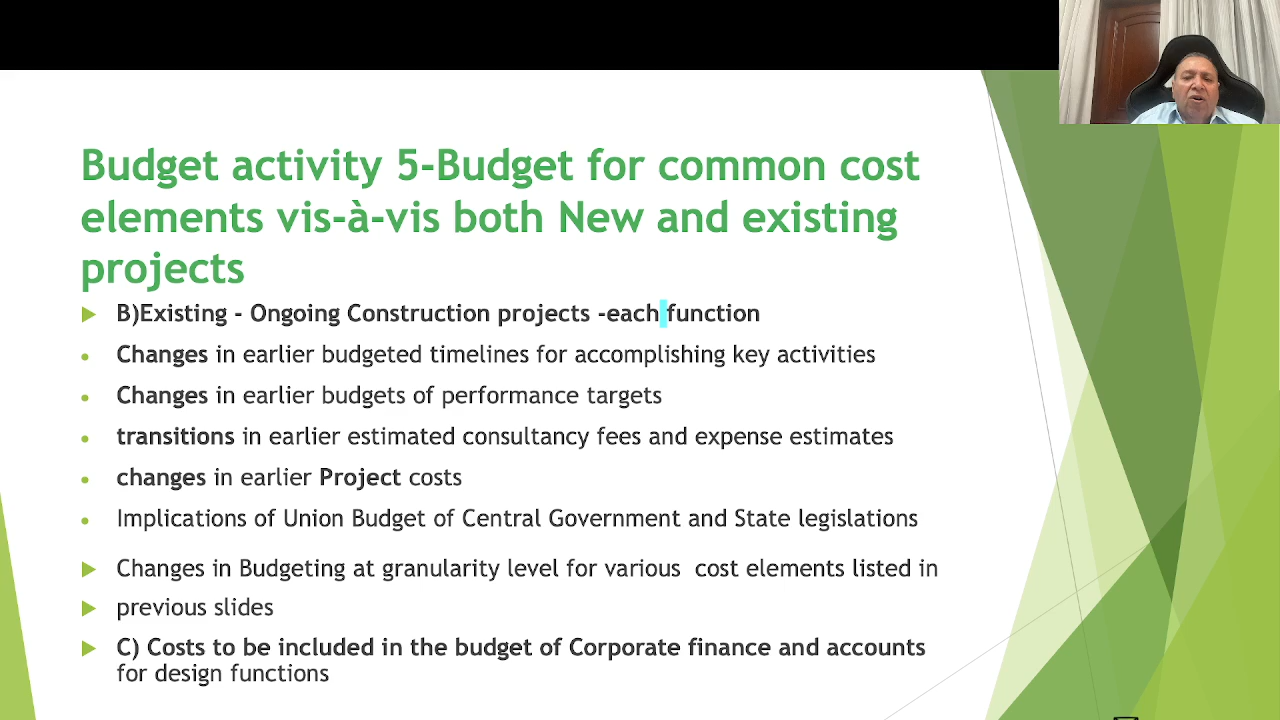 Budget activity 5-Budget for common cost
elements vis-à-vis both New and existing
projects
B)Existing - Ongoing Construction projects -each function
Changes in earlier budgeted timelines for accomplishing key activities
Changes in earlier budgets of performance targets
transitions in earlier estimated consultancy fees and expense estimates
changes in earlier Project costs
Implications of Union Budget of Central Government and State legislations
Changes in Budgeting at granularity level for various cost elements listed in
previous slides
C) Costs to be included in the budget of Corporate finance and accounts
for design functions